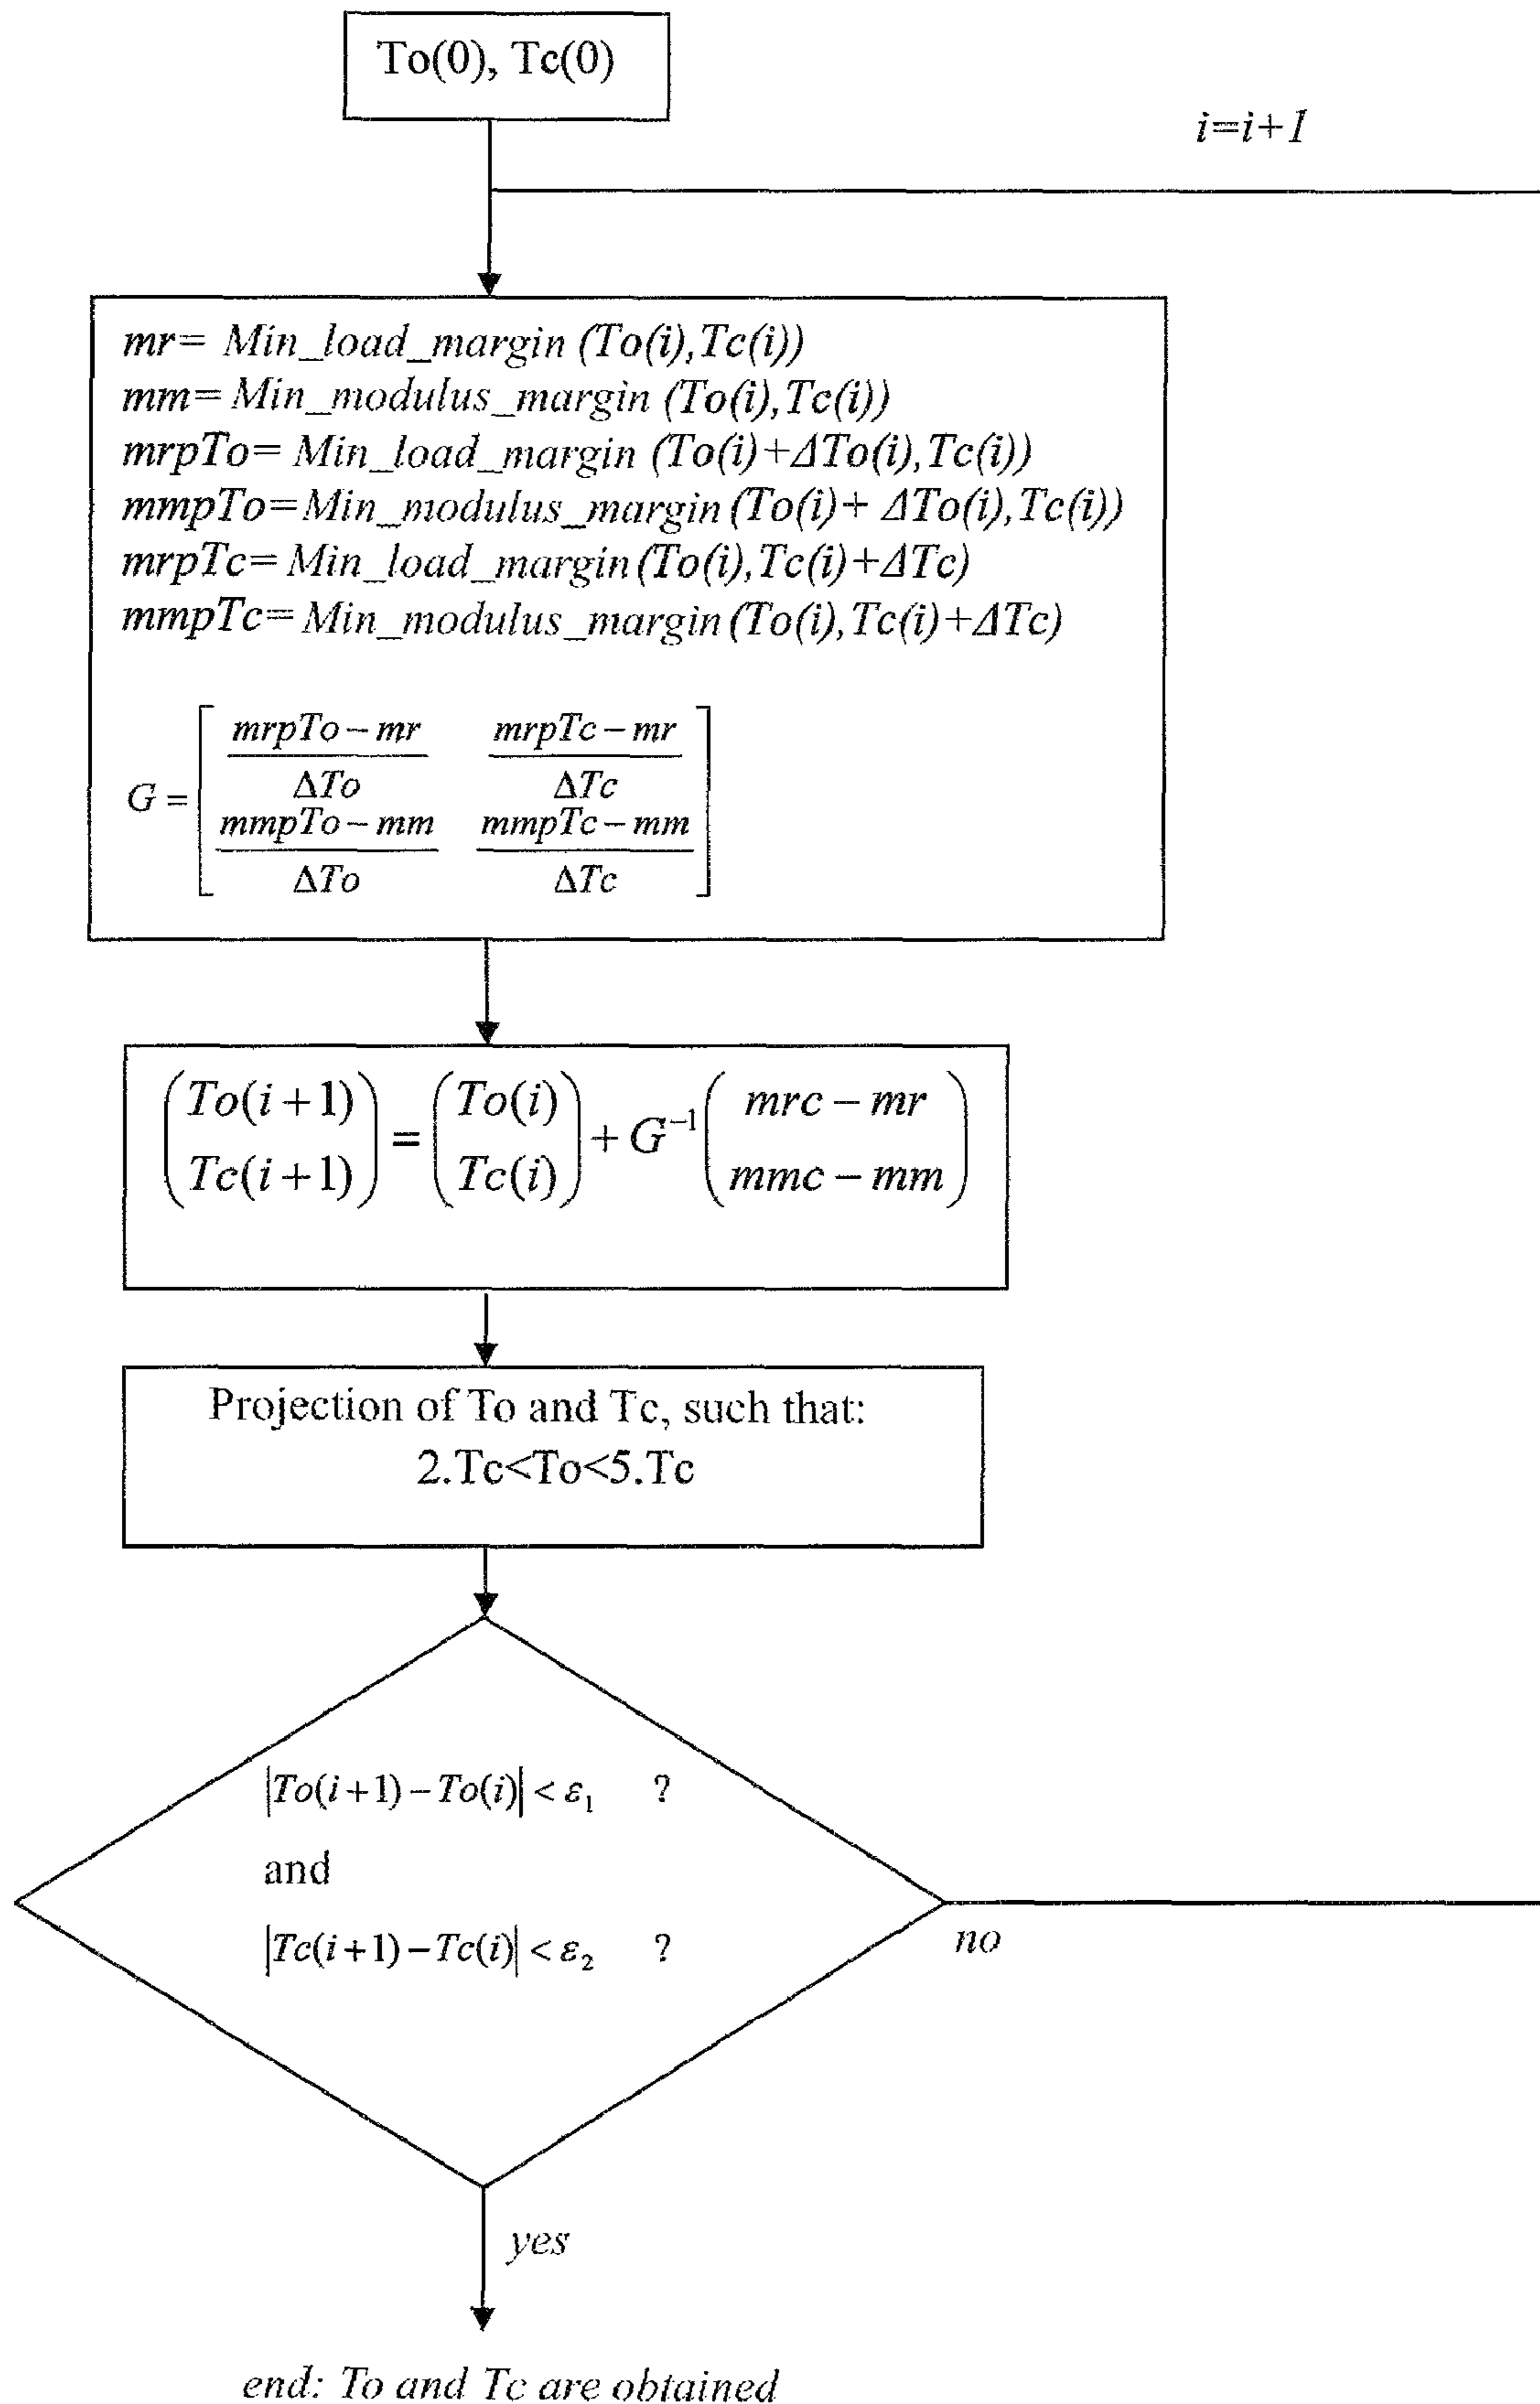 To(0), Tc(0)
i=i+1
mr= Min_load_margin (To(i),Tc(i))
mm= Min_modulus_margin (To(i),Tc(i))
mrpTo= Min_load_margin (To(i)+ΔTo(i),Tc(i))
mmpTo=Min_modulus_margin (To(i)+ ΔTo(i),Tc(i))
mrpTc= Min_load_margin (To(i),Tc(i)+ΔTc)
mmpTc= Min_modulus_margin (To(i),Tc(i)+ΔTc)
mrpTo – mr mrpTc – mr
ΔTo ΔTc
G =
mmpTo – mm mmpTc – mm
ΔTo ΔTc
(To(i+1)) (To(i)) (mrc – mr)
= + G⁻¹
(Tc(i+1)) (Tc(i)) (mmc – mm)
Projection of To and Tc, such that:
2.Tc<To<5.Tc
|To(i+1) – To(i)| < ε₁ ?
and
|Tc(i+1) – Tc(i)| < ε₂ ?
no
yes
end: To and Tc are obtained